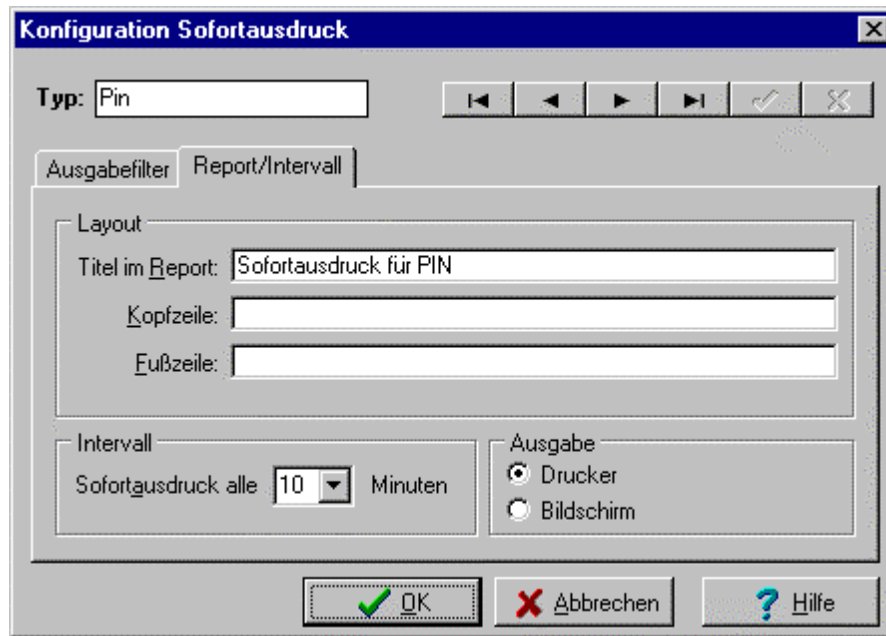 Konfiguration Sofortausdruck
Typ: Pin
Ausgabefilter Report/Intervall
Layout
Titel im Report: Sofortausdruck für PIN
Kopfzeile:
Fußzeile:
Intervall
Sofortausdruck alle 10 Minuten
Ausgabe
Drucker
Bildschirm
OK Abbrechen Hilfe